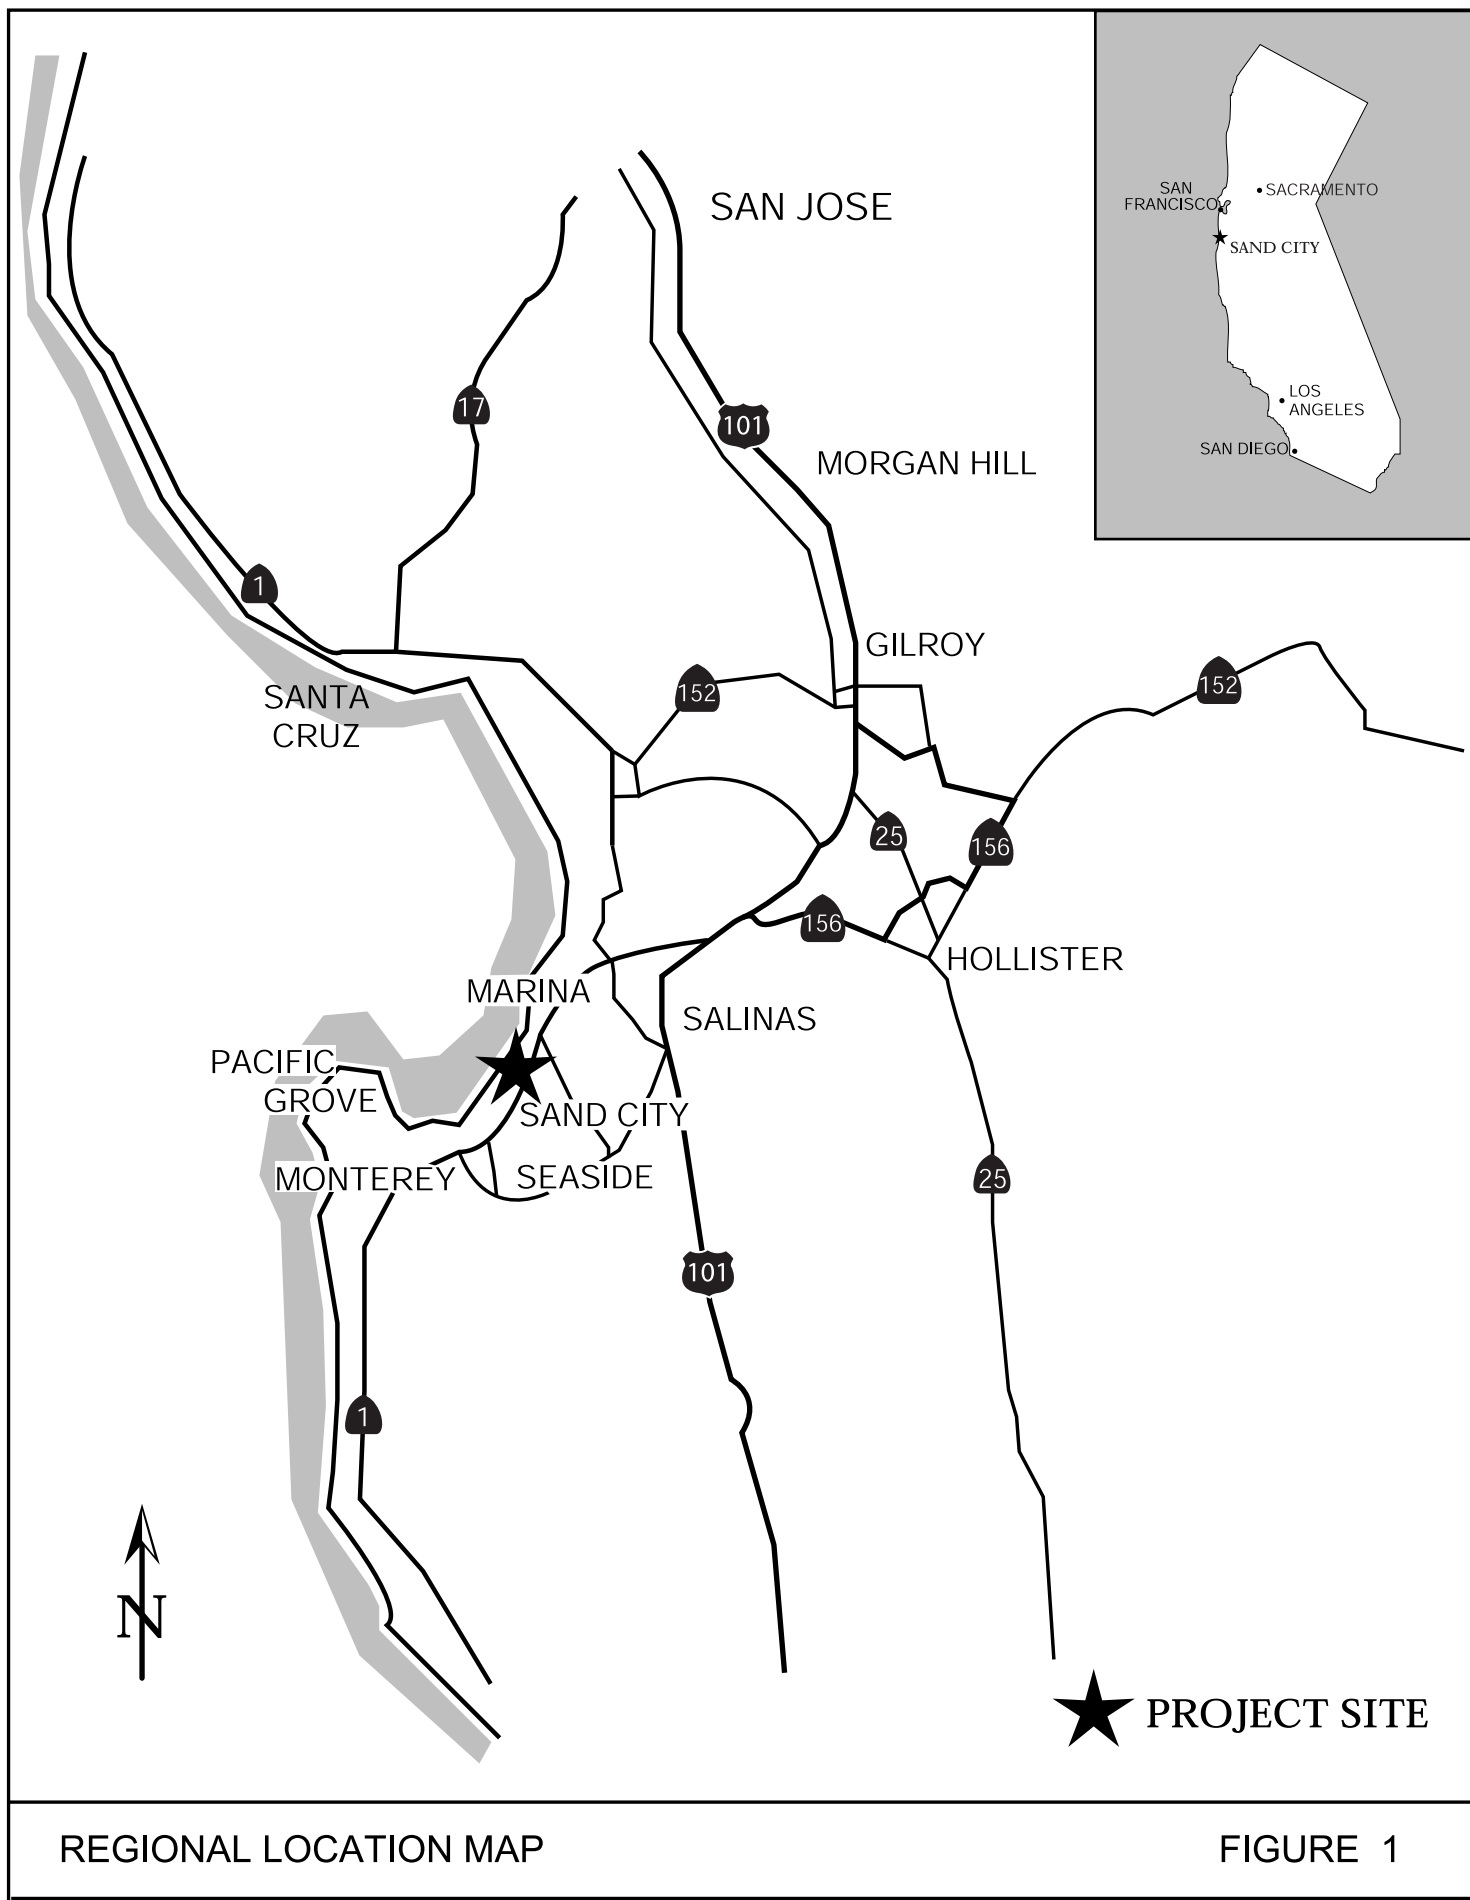 SAN
FRANCISCO
SACRAMENTO
SAND CITY
LOS
ANGELES
SAN DIEGO
SAN JOSE
17
101
MORGAN HILL
1
GILROY
152
152
SANTA
CRUZ
25
156
156
HOLLISTER
MARINA
SALINAS
PACIFIC
GROVE
SAND CITY
MONTEREY
SEASIDE
25
101
1
N
PROJECT SITE
REGIONAL LOCATION MAP
FIGURE 1